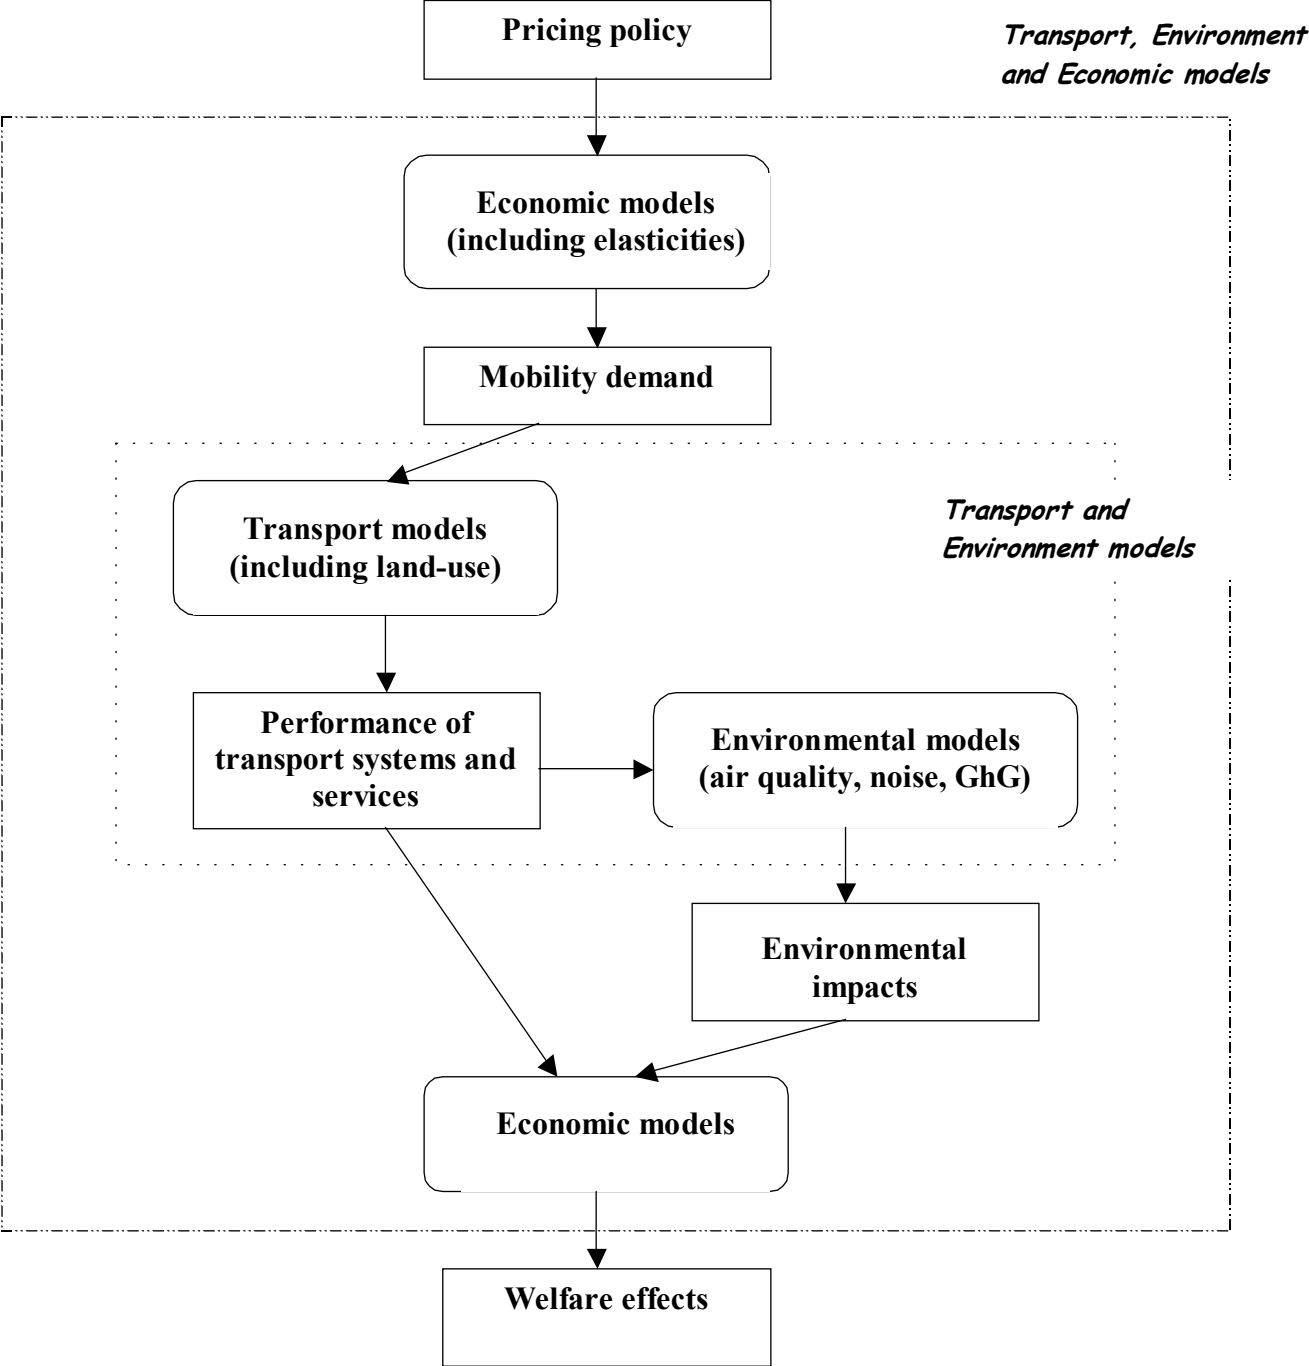 Pricing policy
Transport, Environment
and Economic models
Economic models
(including elasticities)
Mobility demand
Transport models
(including land-use)
Transport and
Environment models
Performance of
transport systems and
services
Environmental models
(air quality, noise, GhG)
Environmental
impacts
Economic models
Welfare effects